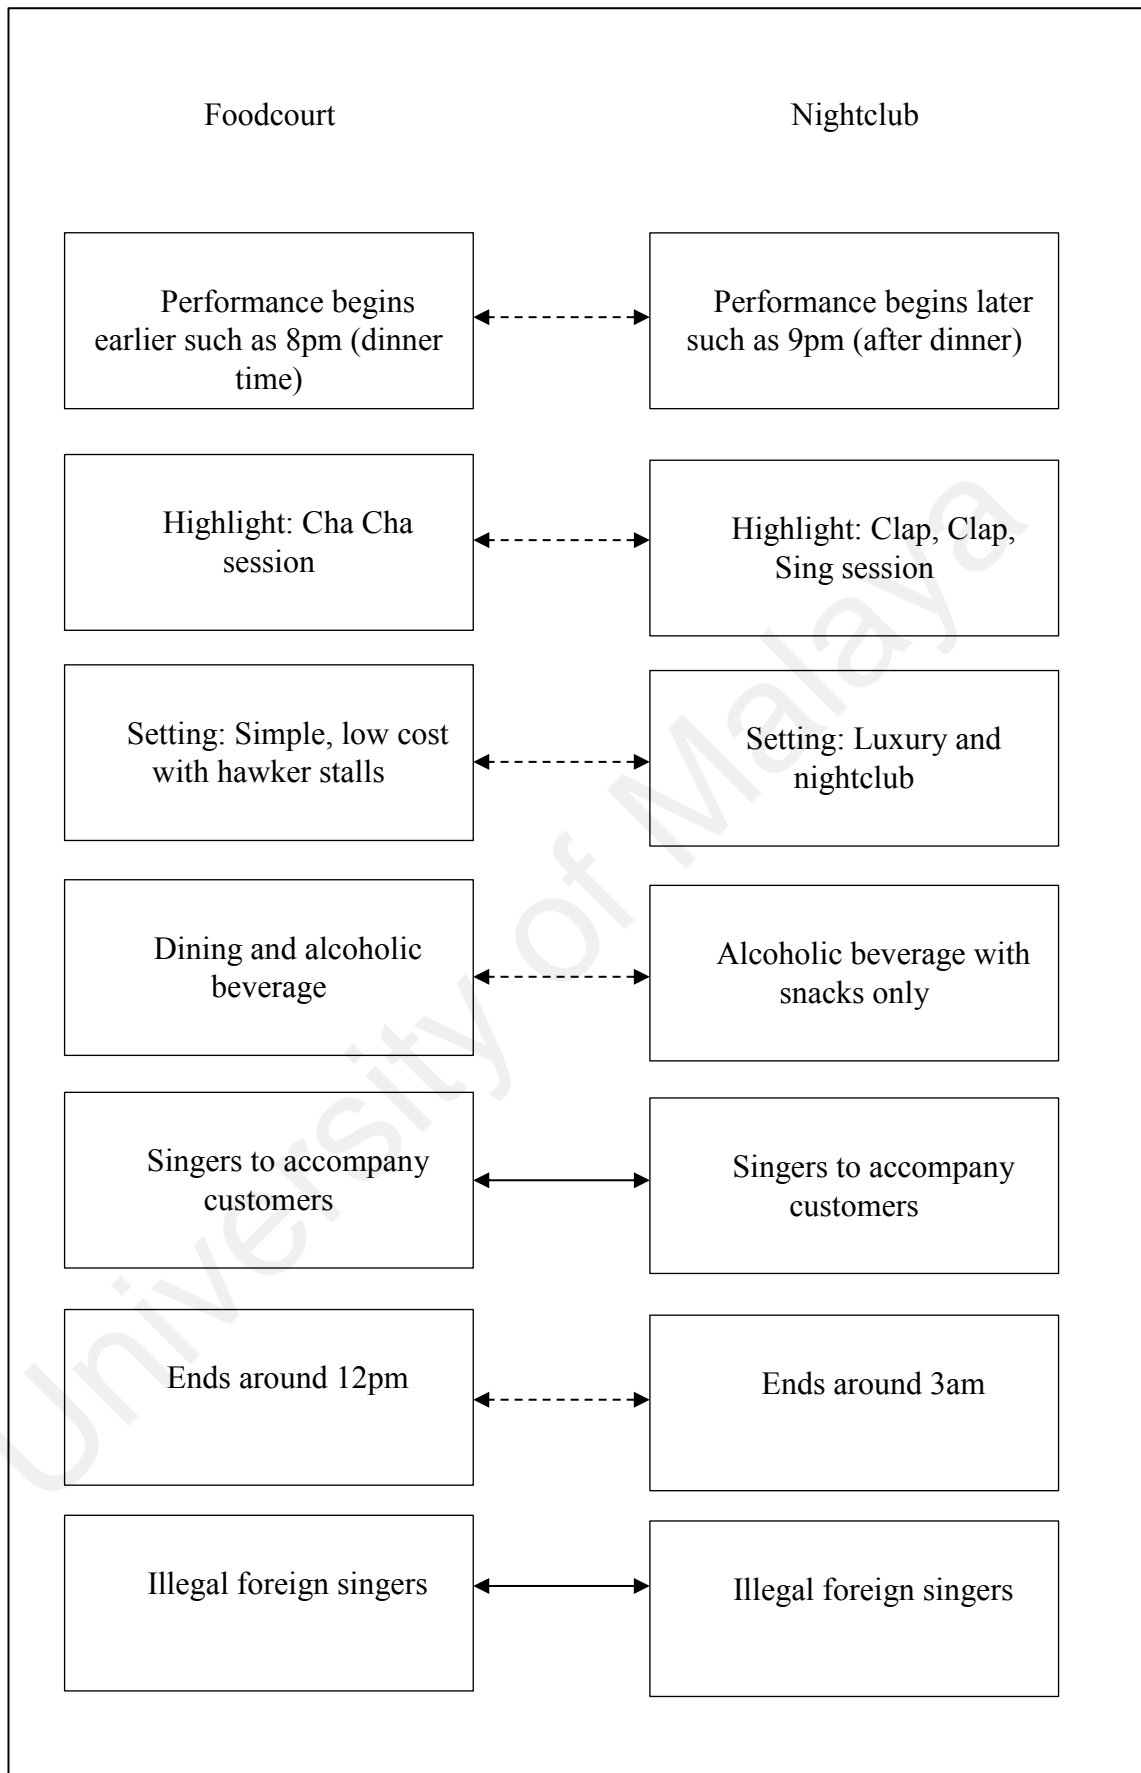 Foodcourt
Nightclub
Performance begins
earlier such as 8pm (dinner
time)
Performance begins later
such as 9pm (after dinner)
Highlight: Cha Cha
session
Highlight: Clap, Clap,
Sing session
Setting: Simple, low cost
with hawker stalls
Setting: Luxury and
nightclub
Dining and alcoholic
beverage
Alcoholic beverage with
snacks only
Singers to accompany
customers
Singers to accompany
customers
Ends around 12pm
Ends around 3am
Illegal foreign singers
Illegal foreign singers
University of Malaya